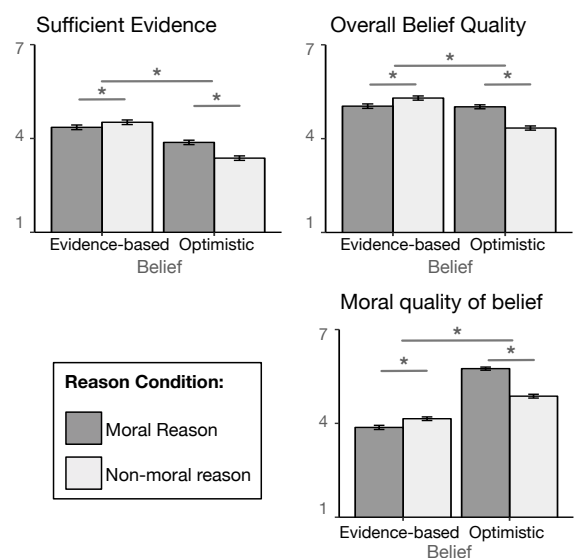 Sufficient Evidence
7
*
*
*
4
1
Evidence-based Optimistic
Belief
Overall Belief Quality
7
*
*
*
4
1
Evidence-based Optimistic
Belief
Moral quality of belief
7
*
*
*
4
1
Evidence-based Optimistic
Belief
Reason Condition:
Moral Reason
Non-moral reason